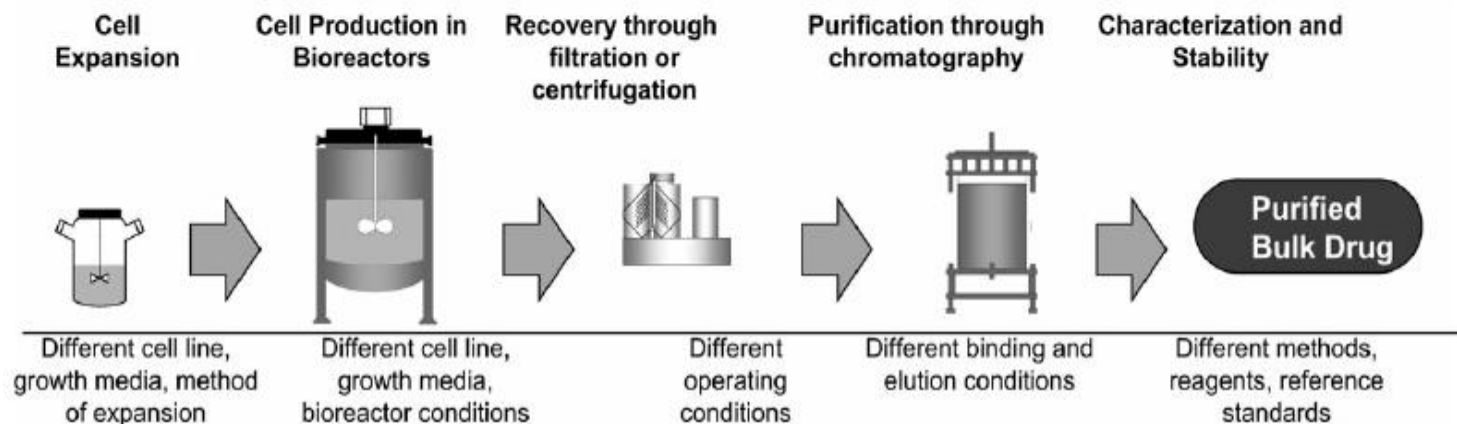 Cell
Expansion
Cell Production in
Bioreactors
Recovery through
filtration or
centrifugation
Purification through
chromatography
Characterization and
Stability
Purified
Bulk Drug
Different cell line,
growth media, method
of expansion
Different cell line,
growth media,
bioreactor conditions
Different
operating
conditions
Different binding and
elution conditions
Different methods,
reagents, reference
standards